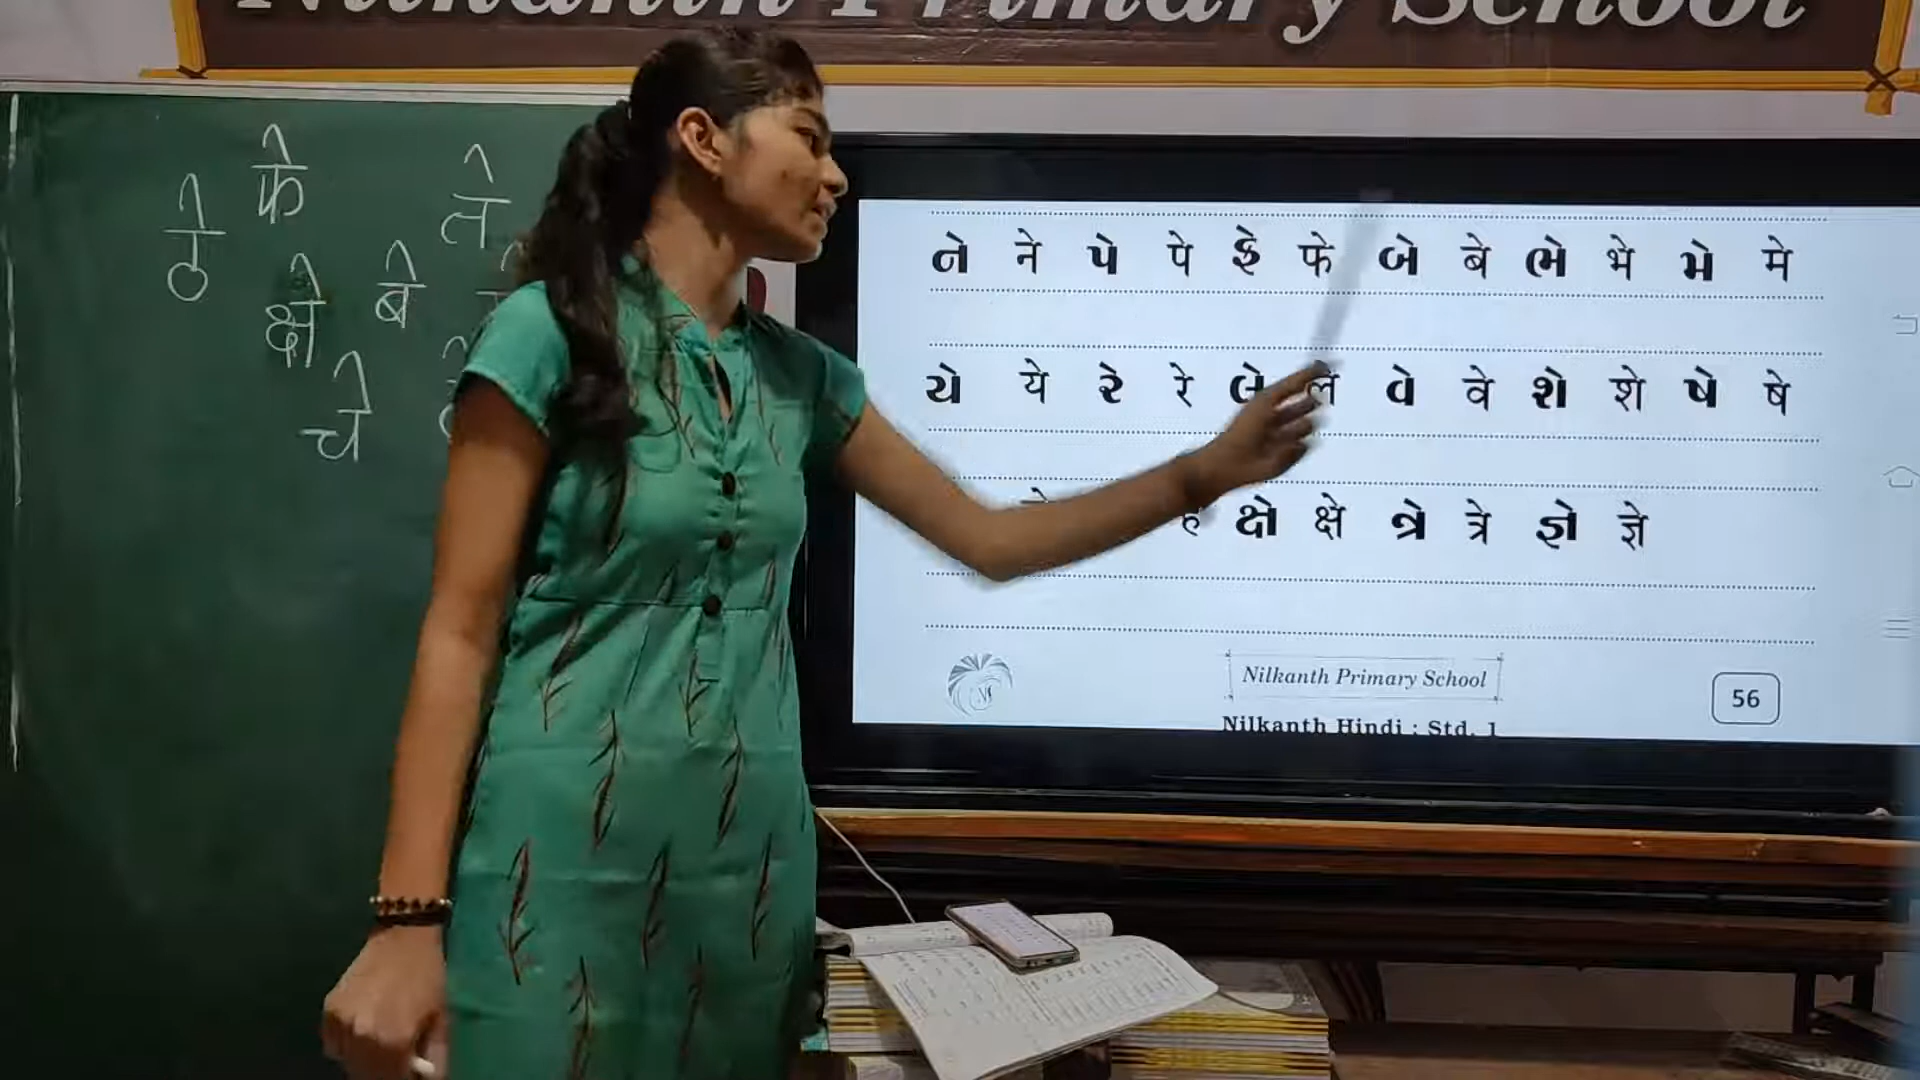 Nilkanth Primary School
फे
ठे
ले
क्षे
बे
चे
ને ने પે पे ફે फे બે बे ભે भे મે मे
યે ये રે रे લે ले વે वे શે शे ષે षे
ક્ષે क्षे ત્રે त्रे જ્ઞે ज्ञे
Nilkanth Primary School
56
Nilkanth Hindi : Std. 1